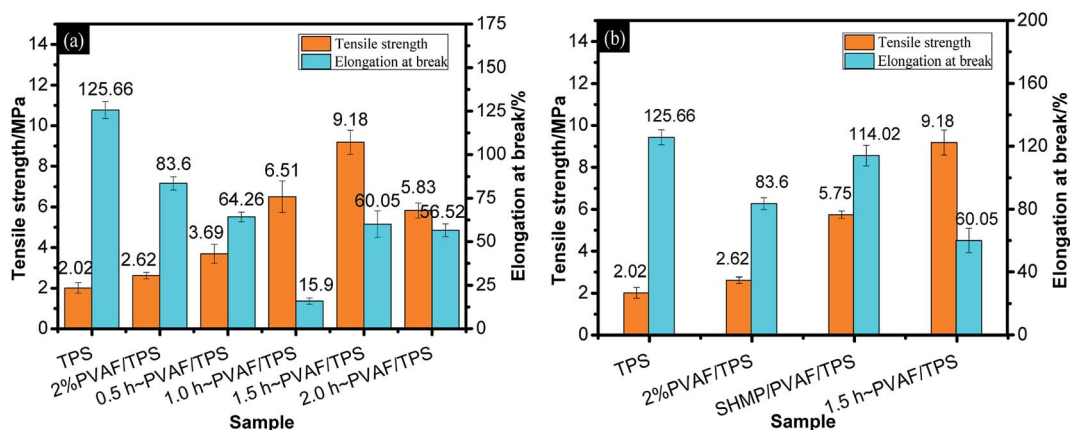 (a)
Tensile strength
Elongation at break
Tensile strength/MPa
14
12
10
8
6
4
2
0
Elongation at break/%
175
150
125
100
75
50
25
0
2.02
125.66
2.62
83.6
3.69
64.26
6.51
15.9
9.18
60.05
5.83
56.52
TPS
2%PVAF/TPS
0.5 h~PVAF/TPS
1.0 h~PVAF/TPS
1.5 h~PVAF/TPS
2.0 h~PVAF/TPS
Sample
(b)
Tensile strength
Elongation at break
Tensile strength/MPa
14
12
10
8
6
4
2
0
Elongation at break/%
200
160
120
80
40
0
2.02
125.66
2.62
83.6
5.75
114.02
9.18
60.05
TPS
2%PVAF/TPS
SHMP/PVAF/TPS
1.5 h~PVAF/TPS
Sample